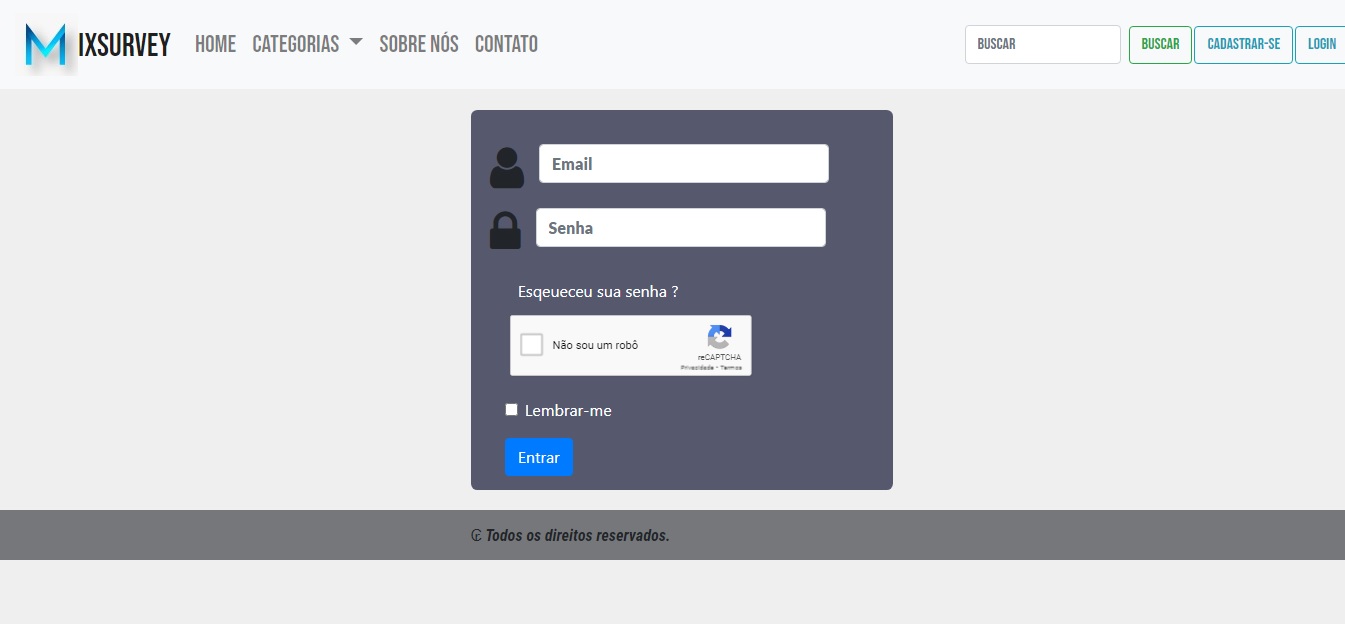 MIXSURVEY HOME CATEGORIAS SOBRE NÓS CONTATO BUSCAR BUSCAR CADASTRAR-SE LOGIN
Email
Senha
Esqeueceu sua senha ?
Não sou um robô
reCAPTCHA
Privacidade - Termos
Lembrar-me
Entrar
₢ Todos os direitos reservados.